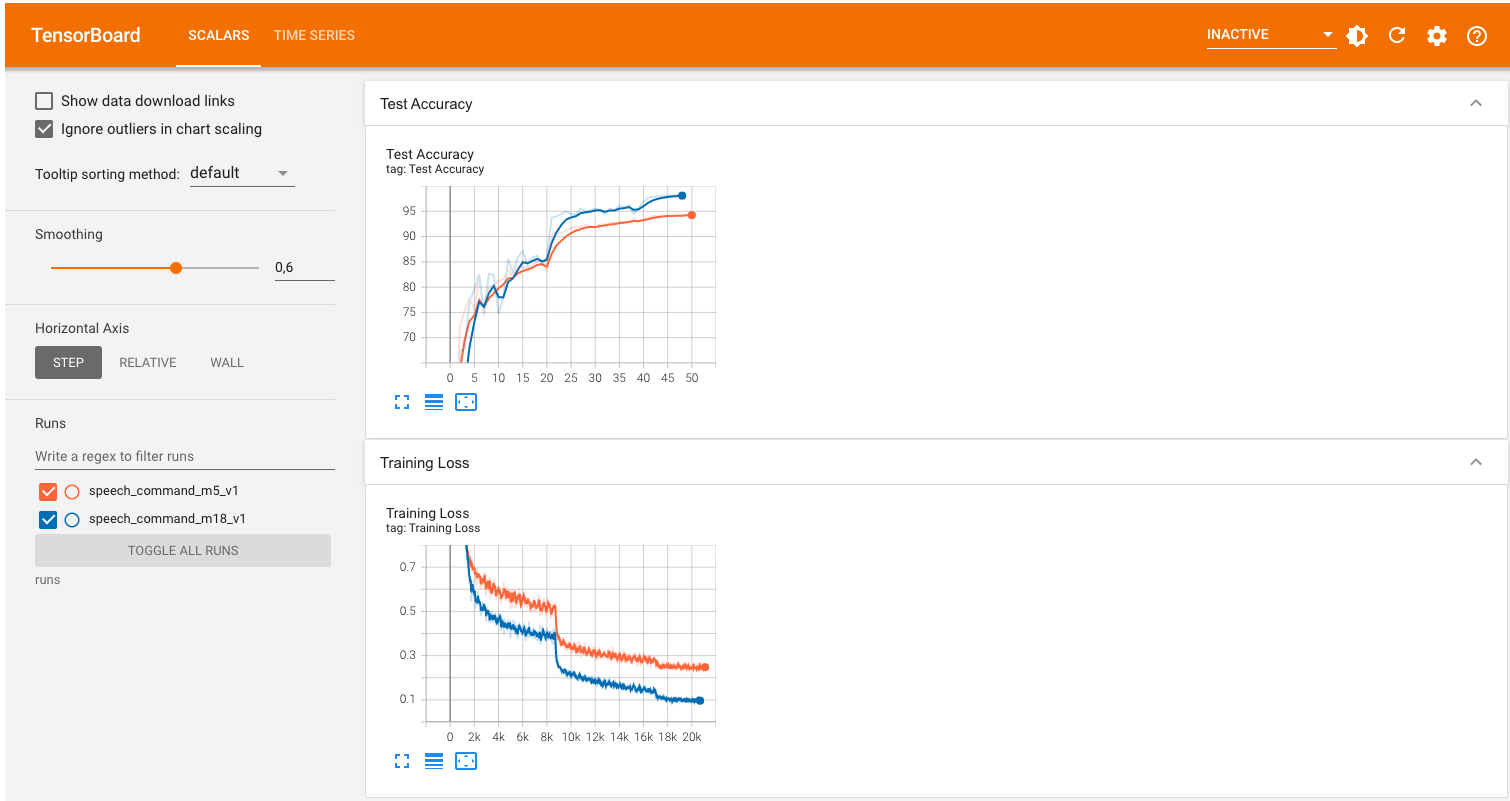 TensorBoard SCALARS TIME SERIES INACTIVE
Show data download links
Ignore outliers in chart scaling
Tooltip sorting method: default
Smoothing
0,6
Horizontal Axis
STEP RELATIVE WALL
Runs
Write a regex to filter runs
speech_command_m5_v1
speech_command_m18_v1
TOGGLE ALL RUNS
runs
Test Accuracy
Test Accuracy
tag: Test Accuracy
95
90
85
80
75
70
0 5 10 15 20 25 30 35 40 45 50
Training Loss
Training Loss
tag: Training Loss
0.7
0.5
0.3
0.1
0 2k 4k 6k 8k 10k 12k 14k 16k 18k 20k